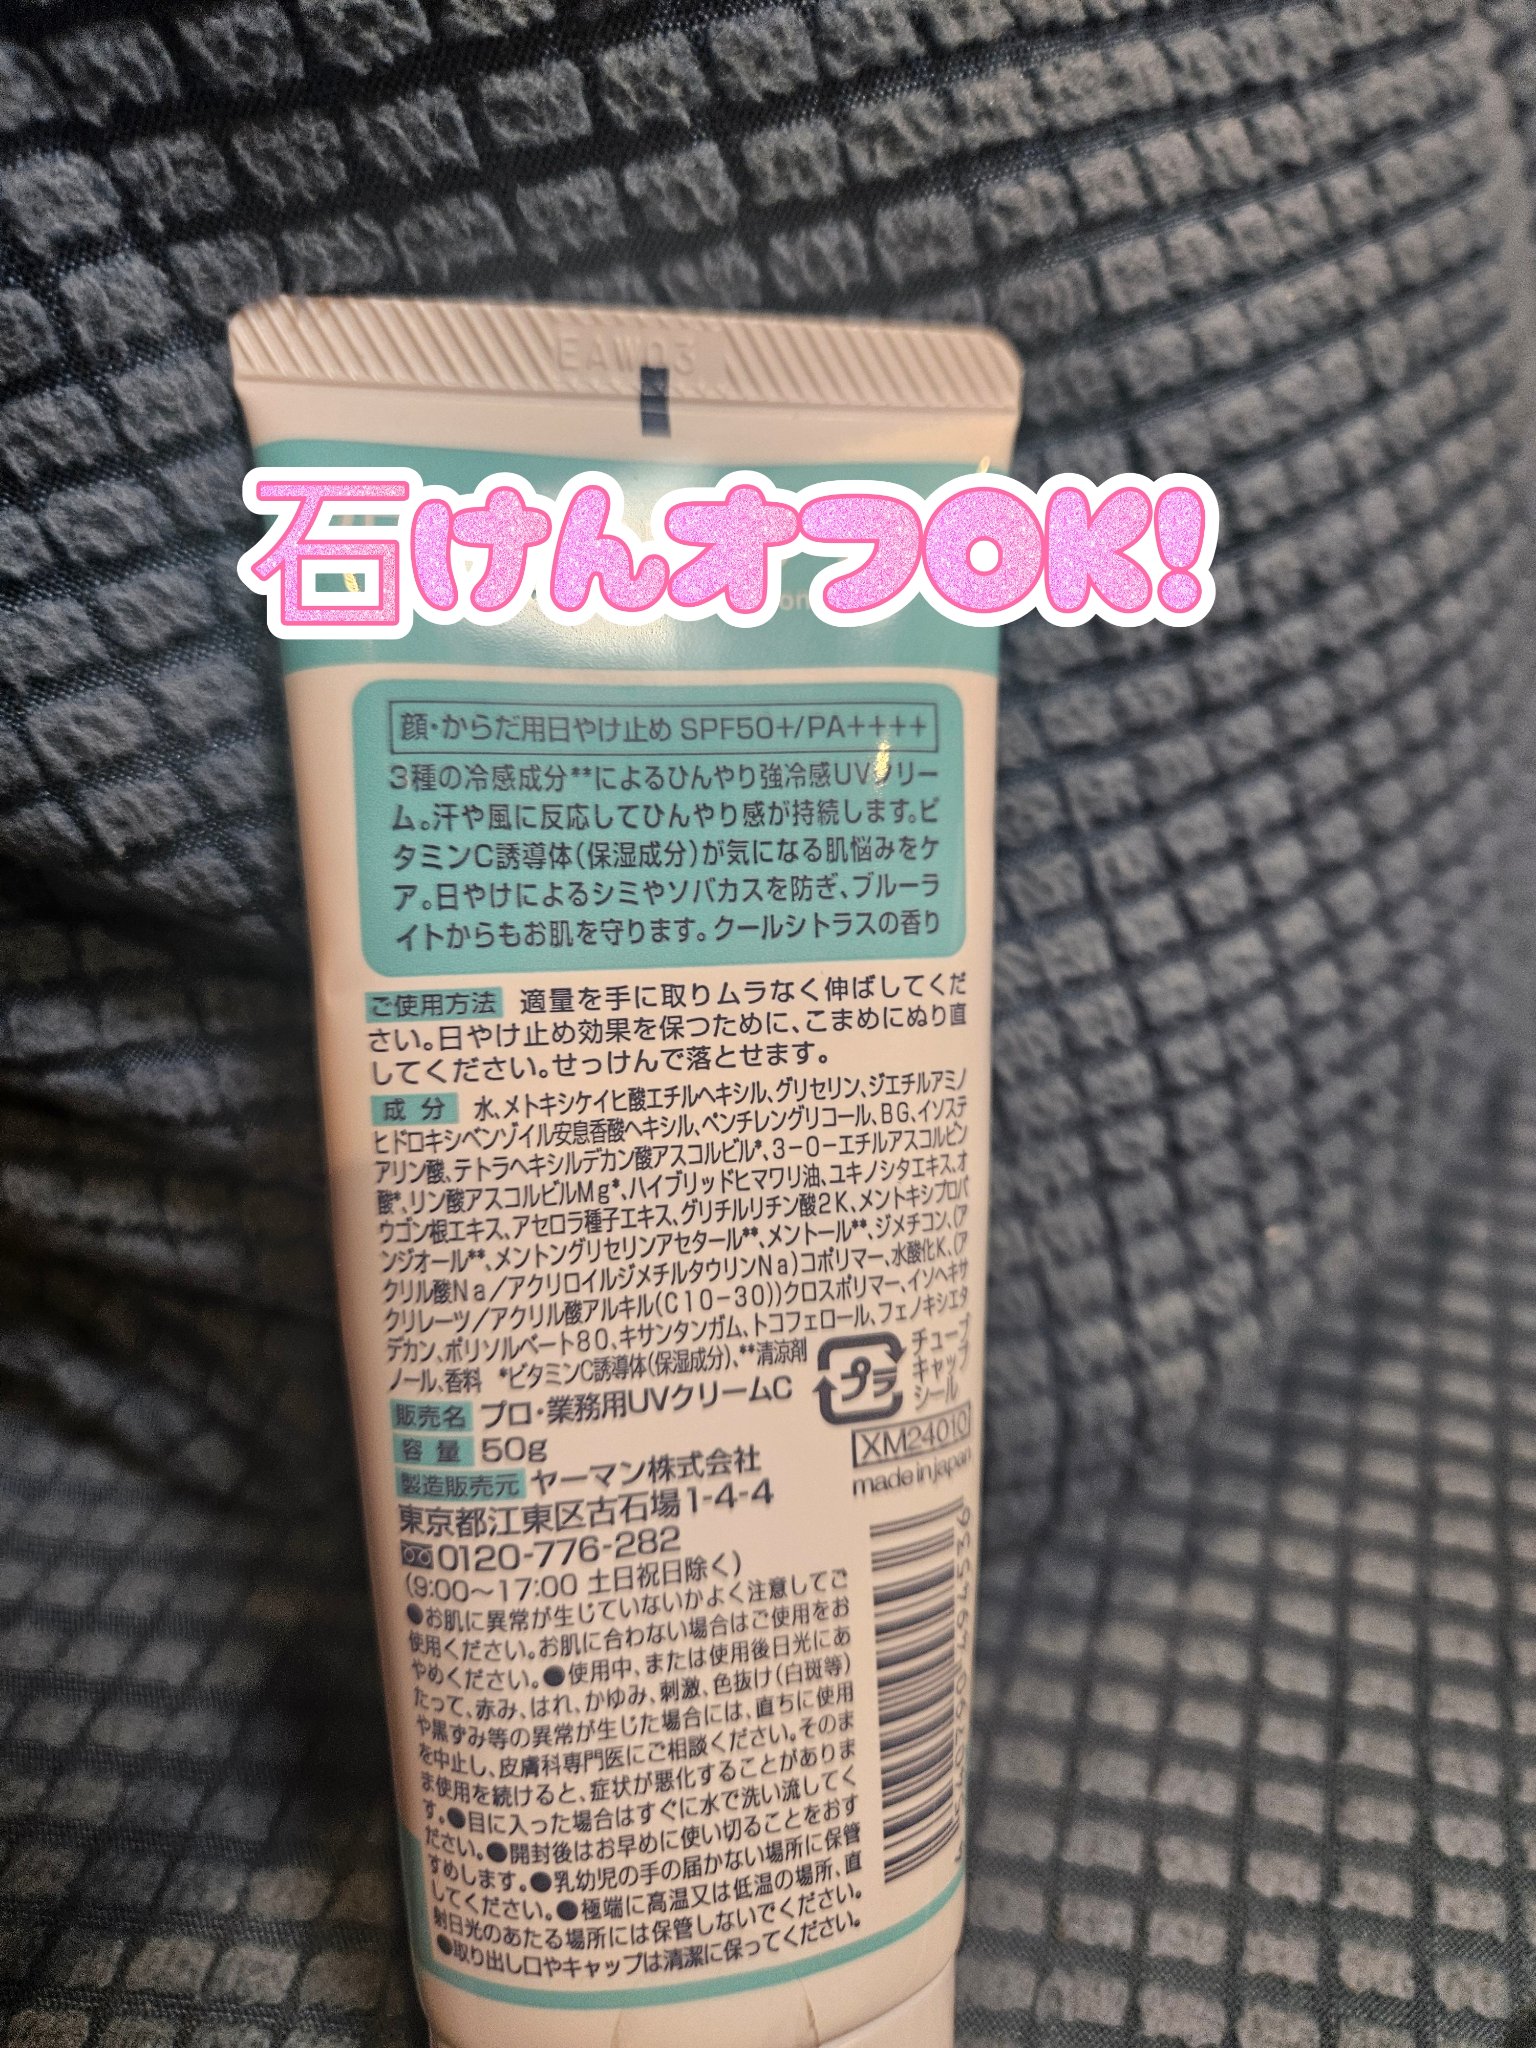 EAW03
石けんオフOK!
顔・からだ用日やけ止め SPF50+/PA++++
3種の冷感成分**によるひんやり強冷感UVクリー
ム。汗や風に反応してひんやり感が持続します。ビ
タミンC誘導体(保湿成分)が気になる肌悩みをケ
ア。日やけによるシミやソバカスを防ぎ、ブルーラ
イトからもお肌を守ります。クールシトラスの香り
ご使用方法 適量を手に取りムラなく伸ばしてくだ
さい。日やけ止め効果を保つために、こまめにぬり直
してください。せっけんで落とせます。
成分 水、メトキシケイヒ酸エチルヘキシル、グリセリン、ジエチルアミノ
ヒドロキシベンゾイル安息香酸ヘキシル、ペンチレングリコール、BG、イソステ
アリン酸、テトラヘキシルデカン酸アスコルビル*、3-O-エチルアスコルビン
酸*、リン酸アスコルビルMg*、ハイブリッドヒマワリ油、ユキノシタエキス、オ
ウゴン根エキス、アセロラ種子エキス、グリチルリチン酸2K、メントキシプロパ
ンジオール**、メントングリセリンアセタール**、メントール**、ジメチコン、(ア
クリル酸Na/アクリロイルジメチルタウリンNa)コポリマー、水酸化K、(ア
クリレーツ/アクリル酸アルキル(C10-30))クロスポリマー、イソヘキサ
デカン、ポリソルベート80、キサンタンガム、トコフェロール、フェノキシエタ
ノール、香料 *ビタミンC誘導体(保湿成分)、**清涼剤
プラ
チューブ
キャップ
シール
販売名 プロ・業務用UVクリームC
容量 50g
XM24010
made in japan
製造販売元 ヤーマン株式会社
東京都江東区古石場1-4-4
0120-776-282
(9:00〜17:00 土日祝日除く)
●お肌に異常が生じていないかよく注意してご
使用ください。お肌に合わない場合はご使用をお
やめください。●使用中、または使用後日光にあ
たって、赤み、はれ、かゆみ、刺激、色抜け(白斑等)
や黒ずみ等の異常が生じた場合には、直ちに使用
を中止し、皮膚科専門医にご相談ください。そのま
ま使用を続けると、症状が悪化することがありま
す。●目に入った場合はすぐに水で洗い流してく
ださい。●開封後はお早めに使い切ることをおす
すめします。●乳幼児の手の届かない場所に保管
してください。●極端に高温又は低温の場所、直
射日光のあたる場所には保管しないでください。
●取り出し口やキャップは清潔に保ってください。